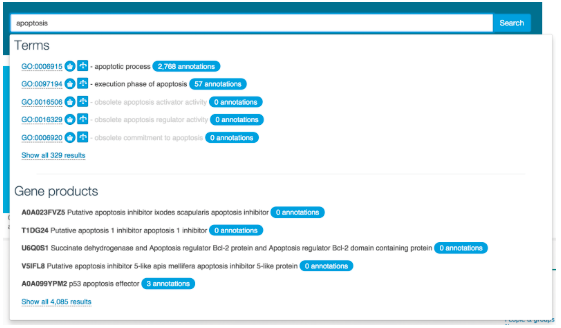 apoptosis
Search
Terms
GO:0006915 - apoptotic process 2,768 annotations
GO:0097194 - execution phase of apoptosis 57 annotations
GO:0016506 - obsolete apoptosis activator activity 0 annotations
GO:0016329 - obsolete apoptosis regulator activity 0 annotations
GO:0006920 - obsolete commitment to apoptosis 0 annotations
Show all 329 results
Gene products
A0A023FVZ5 Putative apoptosis inhibitor ixodes scapularis apoptosis inhibitor 0 annotations
T1DG24 Putative apoptosis 1 inhibitor apoptosis 1 inhibitor 0 annotations
U6Q0S1 Succinate dehydrogenase and Apoptosis regulator Bcl-2 protein and Apoptosis regulator Bcl-2 domain containing protein 0 annotations
V5IFL8 Putative apoptosis inhibitor 5-like apis mellifera apoptosis inhibitor 5-like protein 0 annotations
A0A099YPM2 p53 apoptosis effector 3 annotations
Show all 4,085 results
People & groups